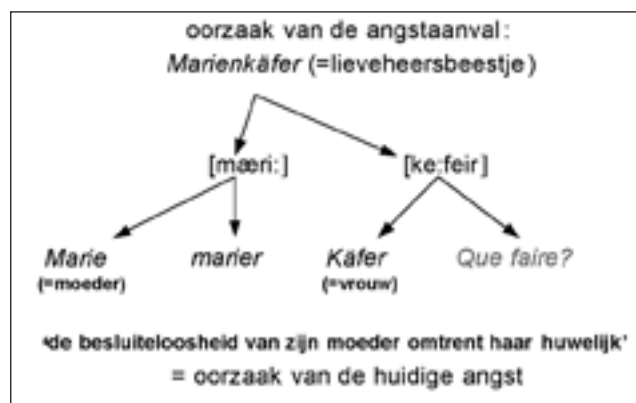 oorzaak van de angstaanval:
Marienkäfer (=lieveheersbeestje)
[mæri:] [ke:feir]
Marie marier Käfer Que faire?
(=moeder) (=vrouw)
'de besluiteloosheid van zijn moeder omtrent haar huwelijk'
= oorzaak van de huidige angst